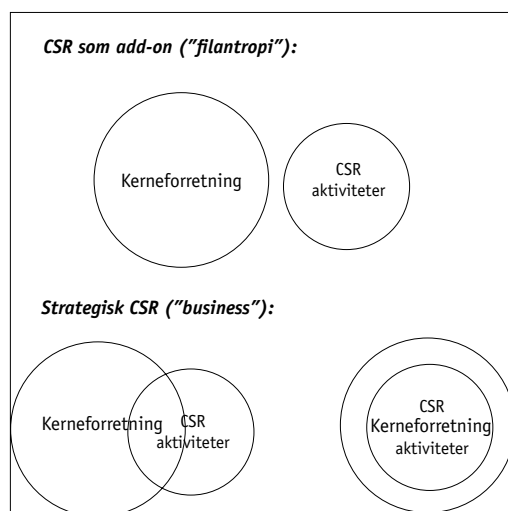 CSR som add-on (”filantropi”):
Kerneforretning
CSR
aktiviteter
Strategisk CSR (”business”):
Kerneforretning
CSR
aktiviteter
CSR
Kerneforretning
aktiviteter